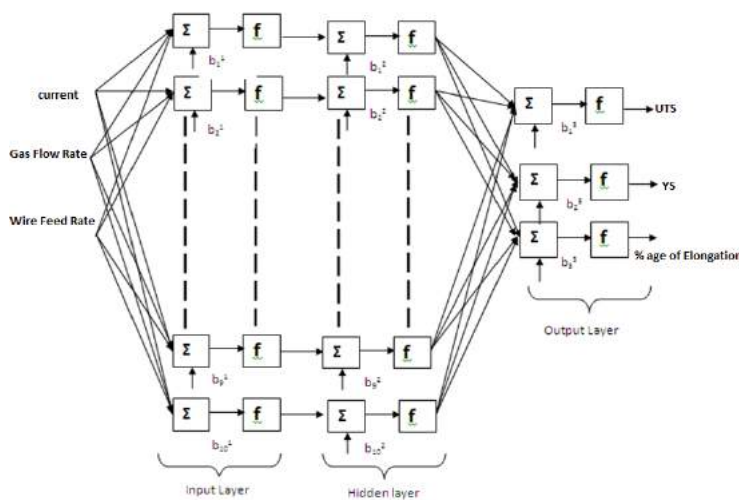 Σ f Σ f
b₁¹ b₁²
current Σ f Σ f
b₂¹ b₂²
Σ f UTS
b₁³
Gas Flow Rate
Σ f YS
b₂³
Wire Feed Rate
Σ f % age of Elongation
b₃³
Output Layer
Σ f Σ f
b₉¹ b₉²
Σ f Σ f
b₁₀¹ b₁₀²
Input Layer Hidden layer